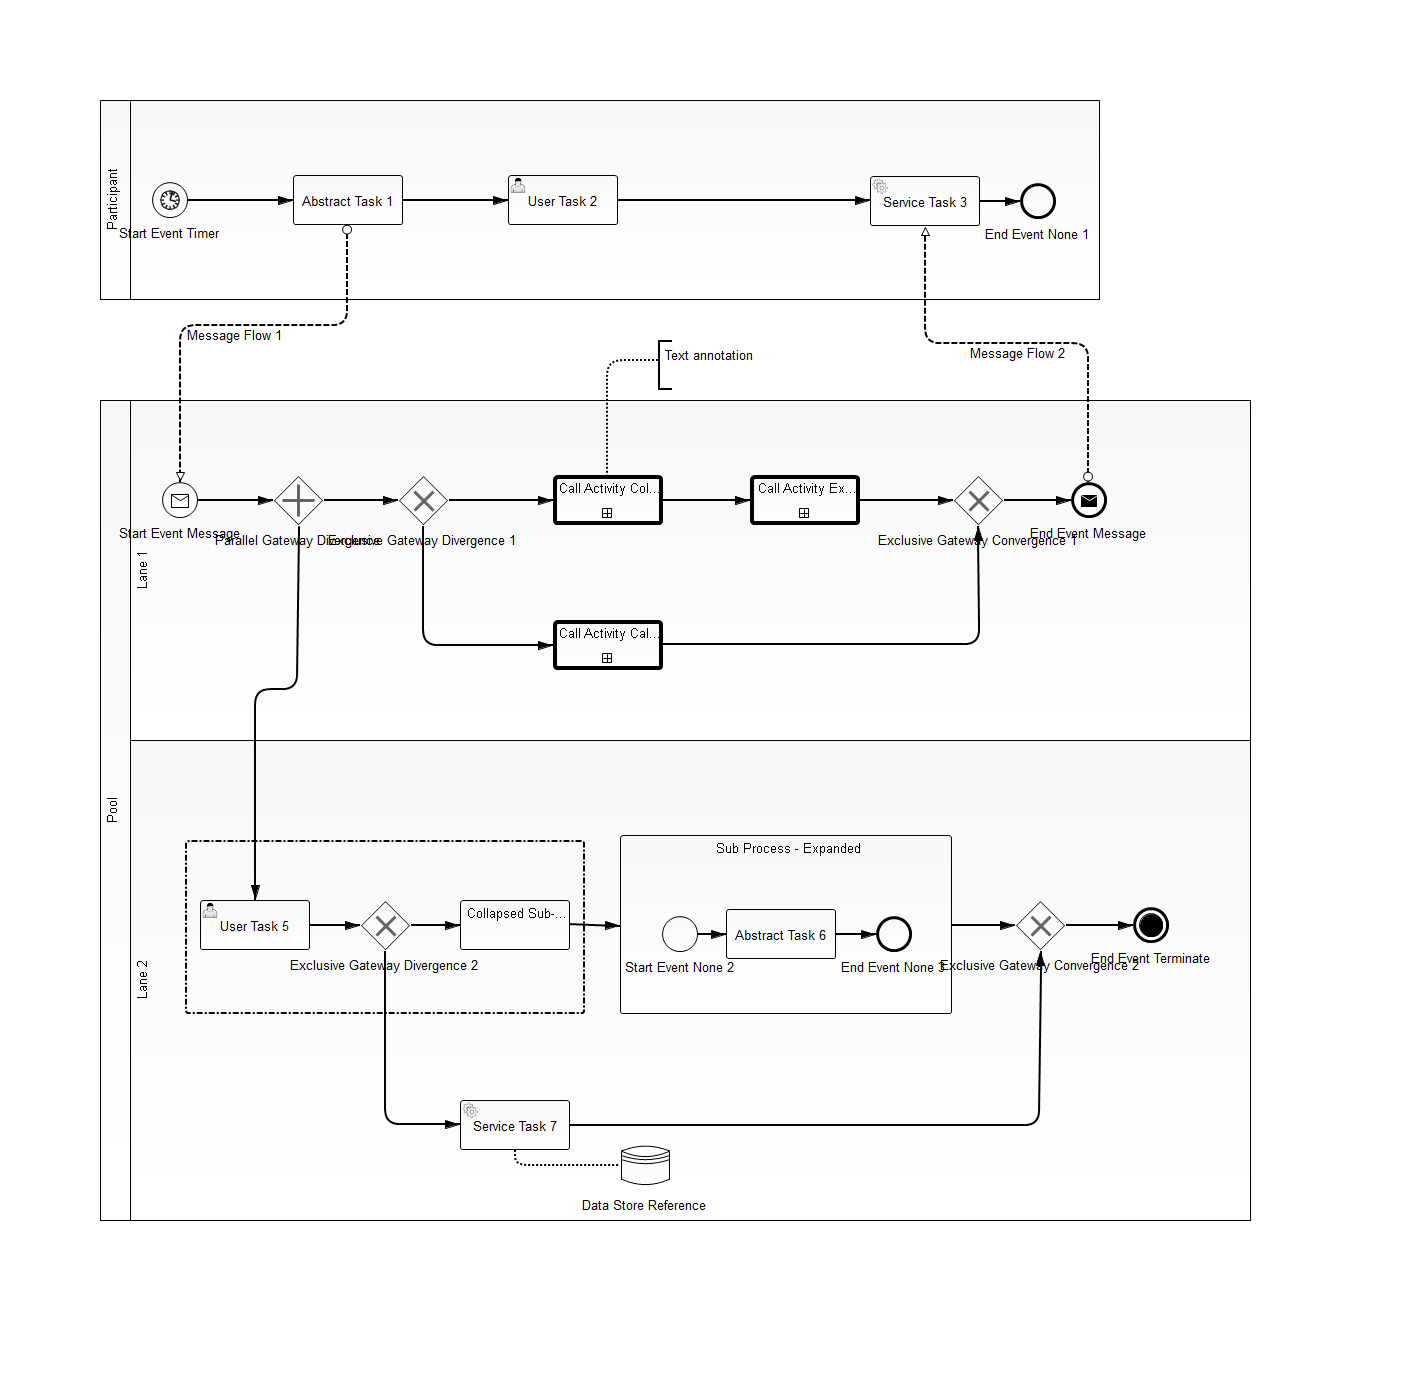 Participant
Start Event Timer
Abstract Task 1
User Task 2
Service Task 3
End Event None 1
Message Flow 1
Message Flow 2
Text annotation
Pool
Lane 1
Start Event Message
Parallel Gateway Divergence
Exclusive Gateway Divergence 1
Call Activity Col...
Call Activity Ex...
Exclusive Gateway Convergence 1
End Event Message
Call Activity Cal...
Lane 2
User Task 5
Exclusive Gateway Divergence 2
Collapsed Sub-...
Sub Process - Expanded
Start Event None 2
Abstract Task 6
End Event None 3
Exclusive Gateway Convergence 2
End Event Terminate
Service Task 7
Data Store Reference